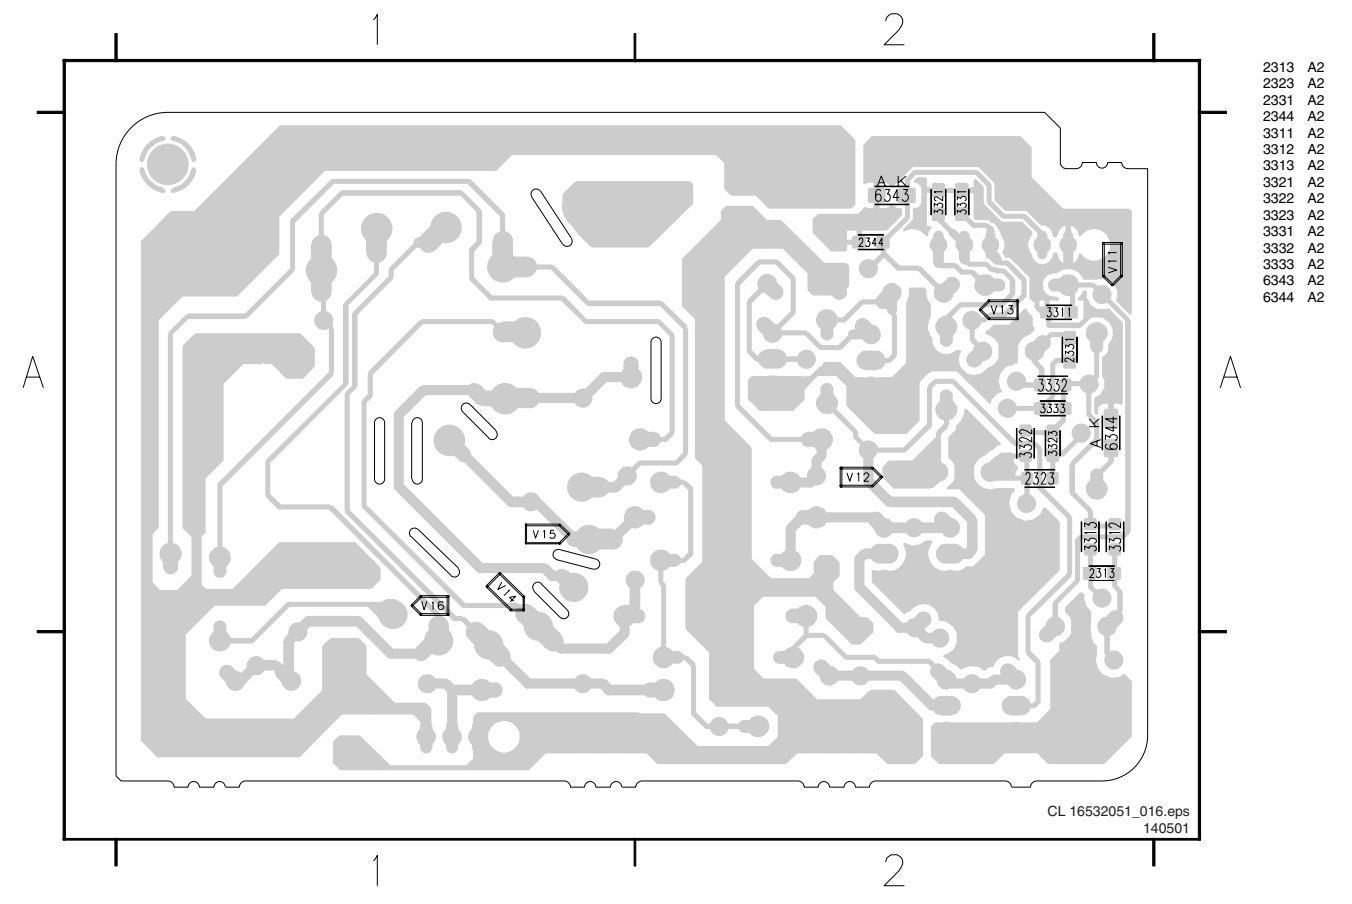 1
2
2313 A2
2323 A2
2331 A2
2344 A2
3311 A2
3312 A2
3313 A2
3321 A2
3322 A2
3323 A2
3331 A2
3332 A2
3333 A2
6343 A2
6344 A2
A K
6343
3321
3331
2344
V11
V13
3311
2331
A
A
3332
3333
A K
6344
3322
3323
V12
2323
V15
3313
3312
2313
V14
V16
CL 16532051_016.eps
140501
1
2